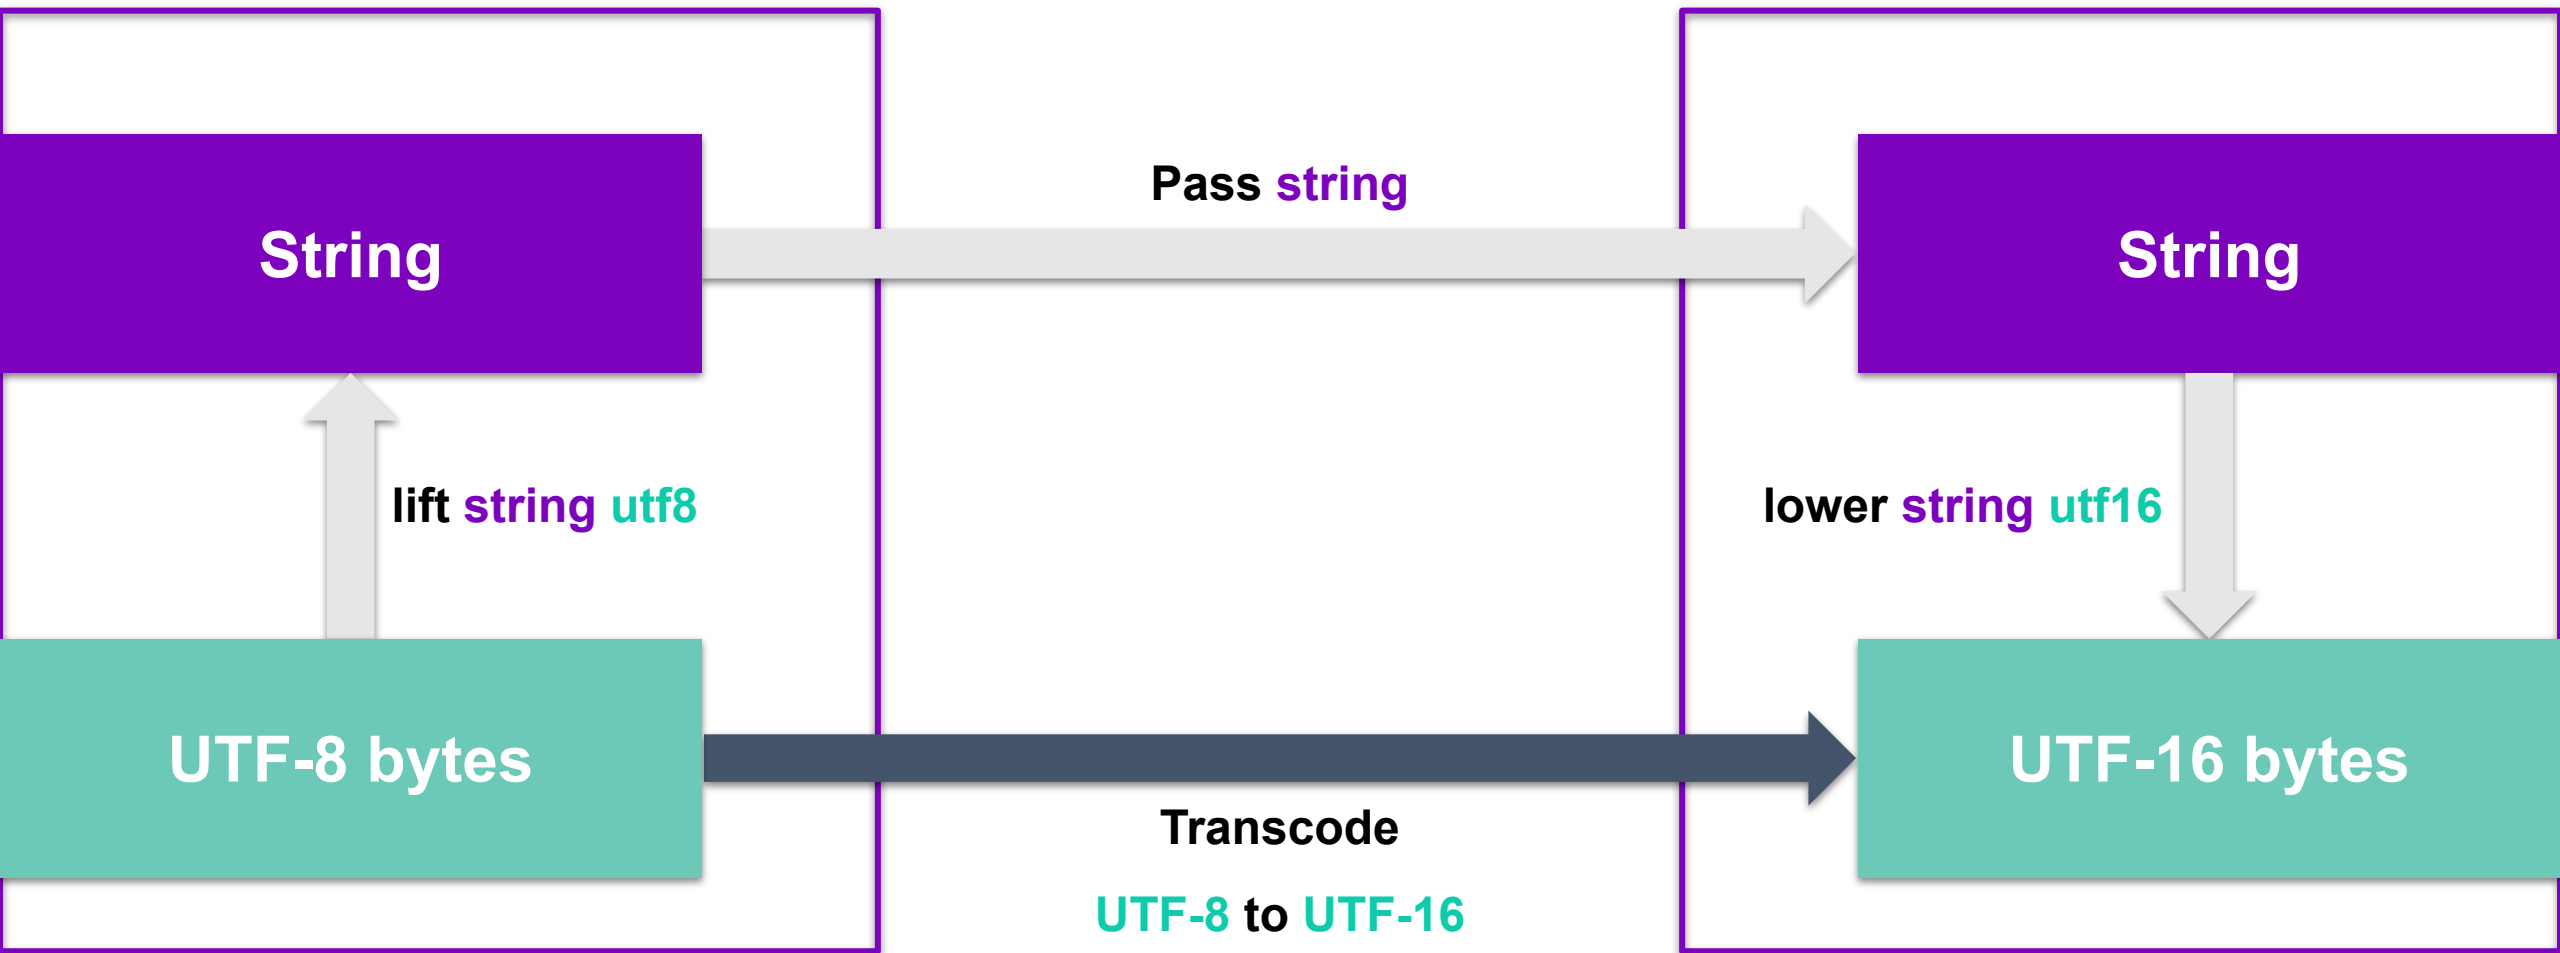 Pass string
String
String
lift string utf8
lower string utf16
UTF-8 bytes
UTF-16 bytes
Transcode
UTF-8 to UTF-16